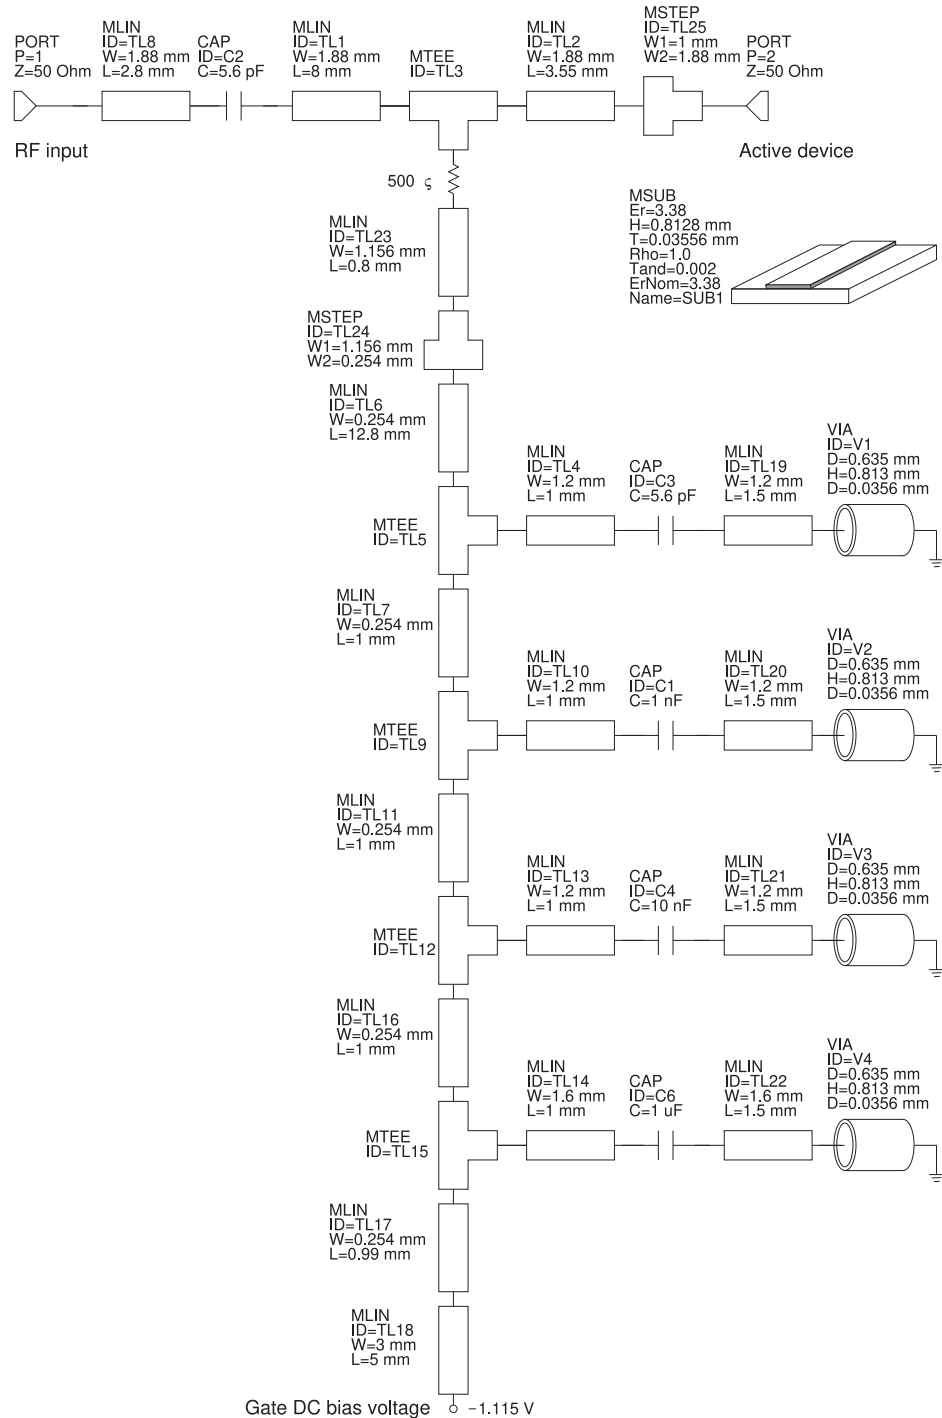 PORT
P=1
Z=50 Ohm
MLIN
ID=TL8
W=1.88 mm
L=2.8 mm
CAP
ID=C2
C=5.6 pF
MLIN
ID=TL1
W=1.88 mm
L=8 mm
MTEE
ID=TL3
MLIN
ID=TL2
W=1.88 mm
L=3.55 mm
MSTEP
ID=TL25
W1=1 mm
W2=1.88 mm
PORT
P=2
Z=50 Ohm
RF input
Active device
500 ς
MLIN
ID=TL23
W=1.156 mm
L=0.8 mm
MSUB
Er=3.38
H=0.8128 mm
T=0.03556 mm
Rho=1.0
Tand=0.002
ErNom=3.38
Name=SUB1
MSTEP
ID=TL24
W1=1.156 mm
W2=0.254 mm
MLIN
ID=TL6
W=0.254 mm
L=12.8 mm
MTEE
ID=TL5
MLIN
ID=TL4
W=1.2 mm
L=1 mm
CAP
ID=C3
C=5.6 pF
MLIN
ID=TL19
W=1.2 mm
L=1.5 mm
VIA
ID=V1
D=0.635 mm
H=0.813 mm
D=0.0356 mm
MLIN
ID=TL7
W=0.254 mm
L=1 mm
MTEE
ID=TL9
MLIN
ID=TL10
W=1.2 mm
L=1 mm
CAP
ID=C1
C=1 nF
MLIN
ID=TL20
W=1.2 mm
L=1.5 mm
VIA
ID=V2
D=0.635 mm
H=0.813 mm
D=0.0356 mm
MLIN
ID=TL11
W=0.254 mm
L=1 mm
MTEE
ID=TL12
MLIN
ID=TL13
W=1.2 mm
L=1 mm
CAP
ID=C4
C=10 nF
MLIN
ID=TL21
W=1.2 mm
L=1.5 mm
VIA
ID=V3
D=0.635 mm
H=0.813 mm
D=0.0356 mm
MLIN
ID=TL16
W=0.254 mm
L=1 mm
MTEE
ID=TL15
MLIN
ID=TL14
W=1.6 mm
L=1 mm
CAP
ID=C6
C=1 uF
MLIN
ID=TL22
W=1.6 mm
L=1.5 mm
VIA
ID=V4
D=0.635 mm
H=0.813 mm
D=0.0356 mm
MLIN
ID=TL17
W=0.254 mm
L=0.99 mm
MLIN
ID=TL18
W=3 mm
L=5 mm
Gate DC bias voltage
−1.115 V